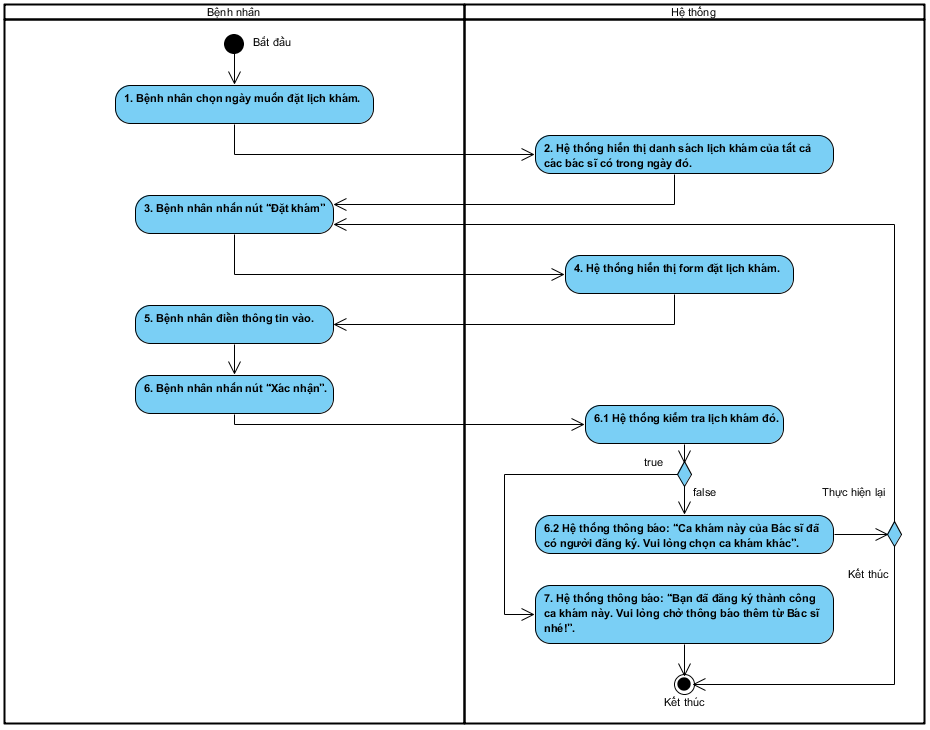 Bệnh nhân
Hệ thống
Bắt đầu
1. Bệnh nhân chọn ngày muốn đặt lịch khám.
2. Hệ thống hiển thị danh sách lịch khám của tất cả
các bác sĩ có trong ngày đó.
3. Bệnh nhân nhấn nút "Đặt khám"
4. Hệ thống hiển thị form đặt lịch khám.
5. Bệnh nhân điền thông tin vào.
6. Bệnh nhân nhấn nút "Xác nhận".
6.1 Hệ thống kiểm tra lịch khám đó.
true
false
Thực hiện lại
6.2 Hệ thống thông báo: "Ca khám này của Bác sĩ đã
có người đăng ký. Vui lòng chọn ca khám khác".
Kết thúc
7. Hệ thống thông báo: "Bạn đã đăng ký thành công
ca khám này. Vui lòng chờ thông báo thêm từ Bác sĩ
nhé!".
Kết thúc